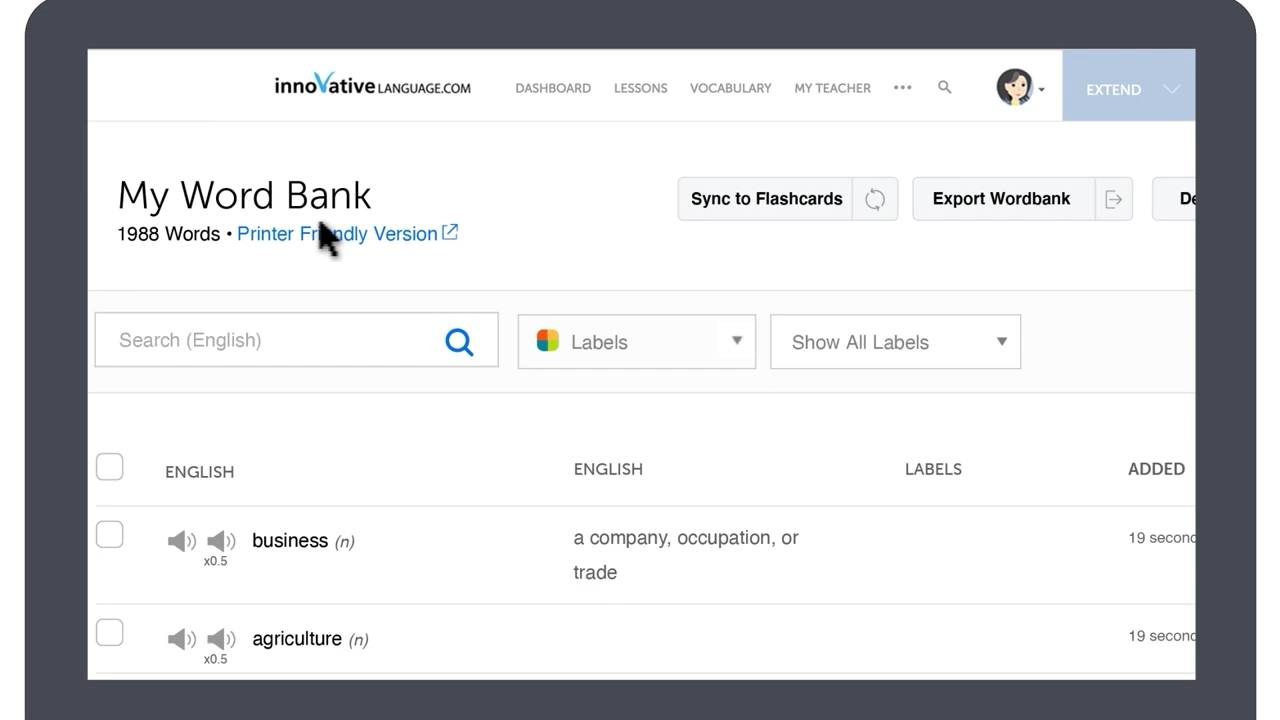 innoVative LANGUAGE.COM DASHBOARD LESSONS VOCABULARY MY TEACHER ••• EXTEND
My Word Bank
Sync to Flashcards Export Wordbank De
1988 Words • Printer Friendly Version
Search (English) Labels Show All Labels
ENGLISH ENGLISH LABELS ADDED
business (n) a company, occupation, or 19 second
x0.5
trade
agriculture (n) 19 second
x0.5